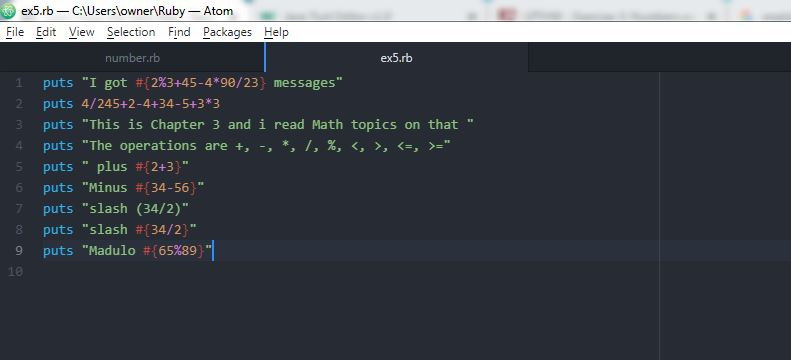 ex5.rb — C:\Users\owner\Ruby — Atom
File Edit View Selection Find Packages Help
number.rb ex5.rb
1 puts "I got #{2%3+45-4*90/23} messages"
2 puts 4/245+2-4+34-5+3*3
3 puts "This is Chapter 3 and i read Math topics on that "
4 puts "The operations are +, -, *, /, %, <, >, <=, >="
5 puts " plus #{2+3}"
6 puts "Minus #{34-56}"
7 puts "slash (34/2)"
8 puts "slash #{34/2}"
9 puts "Madulo #{65%89}"
10